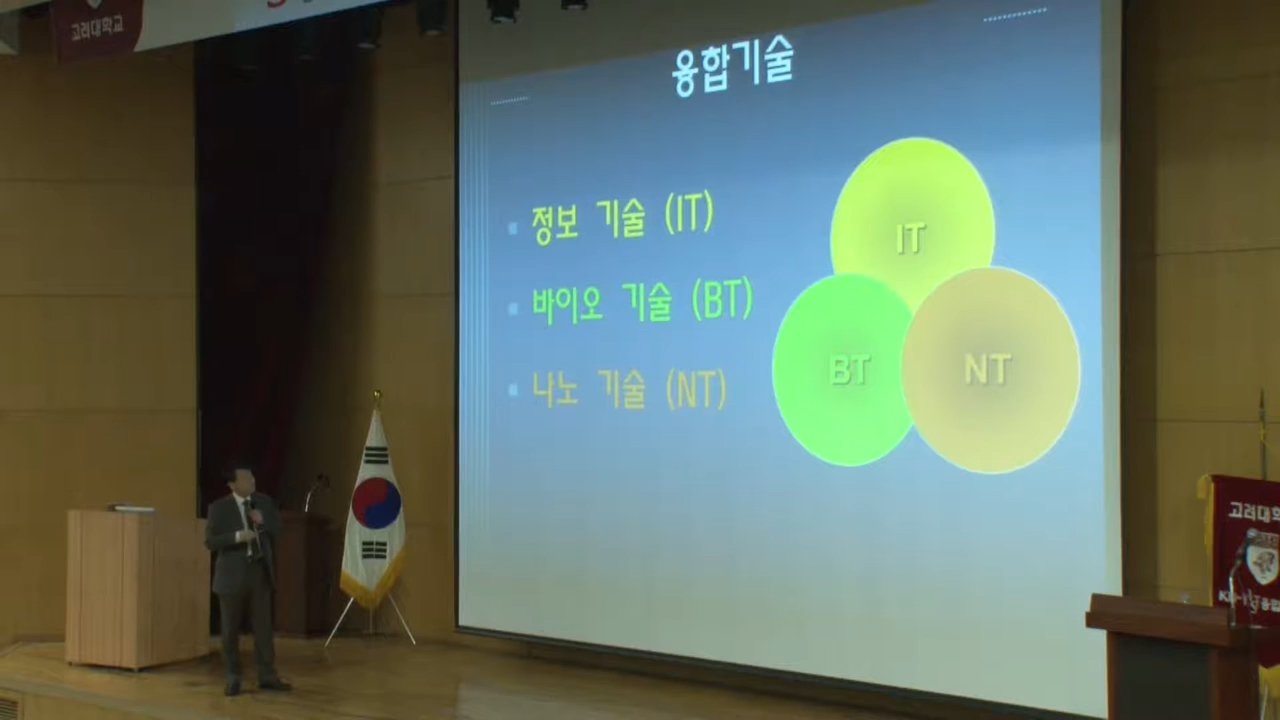 고려대학교
융합기술
정보 기술 (IT)
바이오 기술 (BT)
나노 기술 (NT)
IT
BT
NT
고려대학